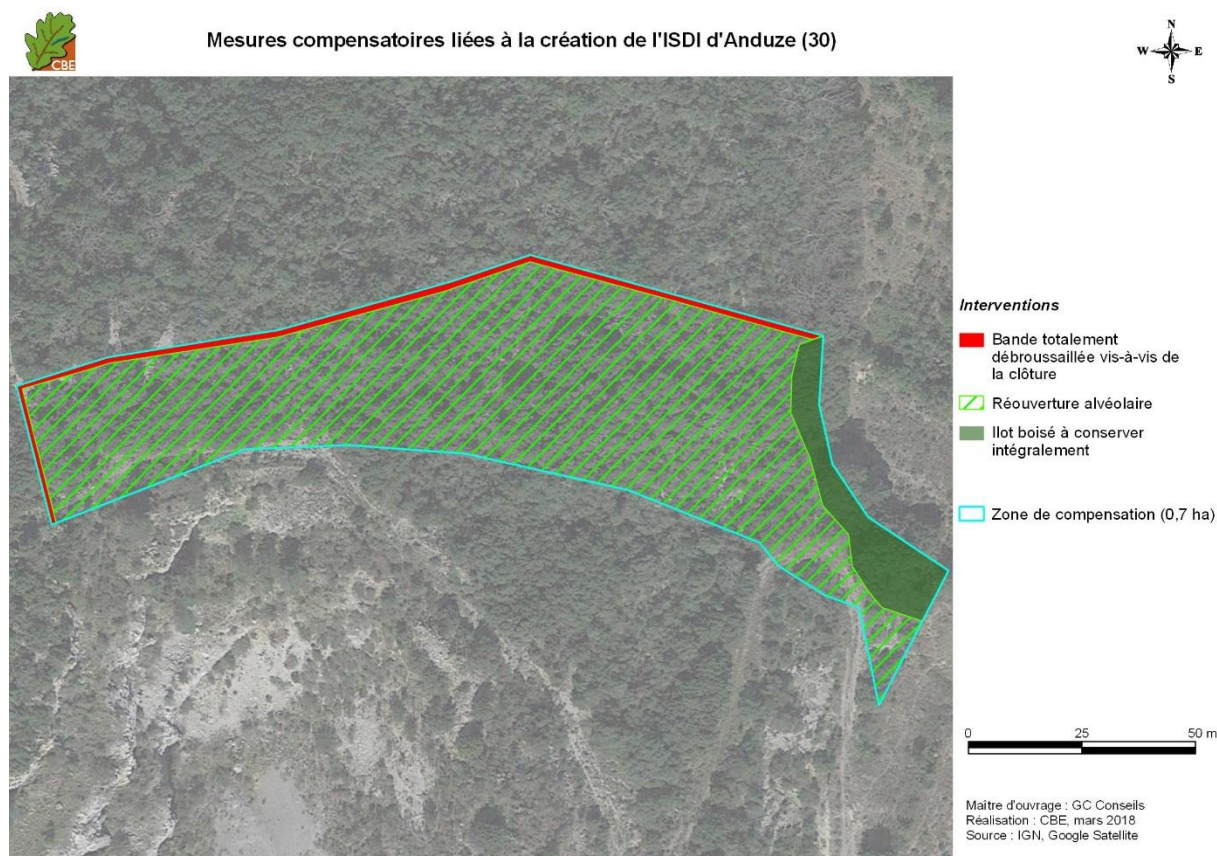 CBE
Mesures compensatoires liées à la création de l'ISDI d'Anduze (30)
N
W E
S
Interventions
Bande totalement
débroussaillée vis-à-vis de
la clôture
Réouverture alvéolaire
Ilot boisé à conserver
intégralement
Zone de compensation (0,7 ha)
0 25 50 m
Maître d'ouvrage : GC Conseils
Réalisation : CBE, mars 2018
Source : IGN, Google Satellite